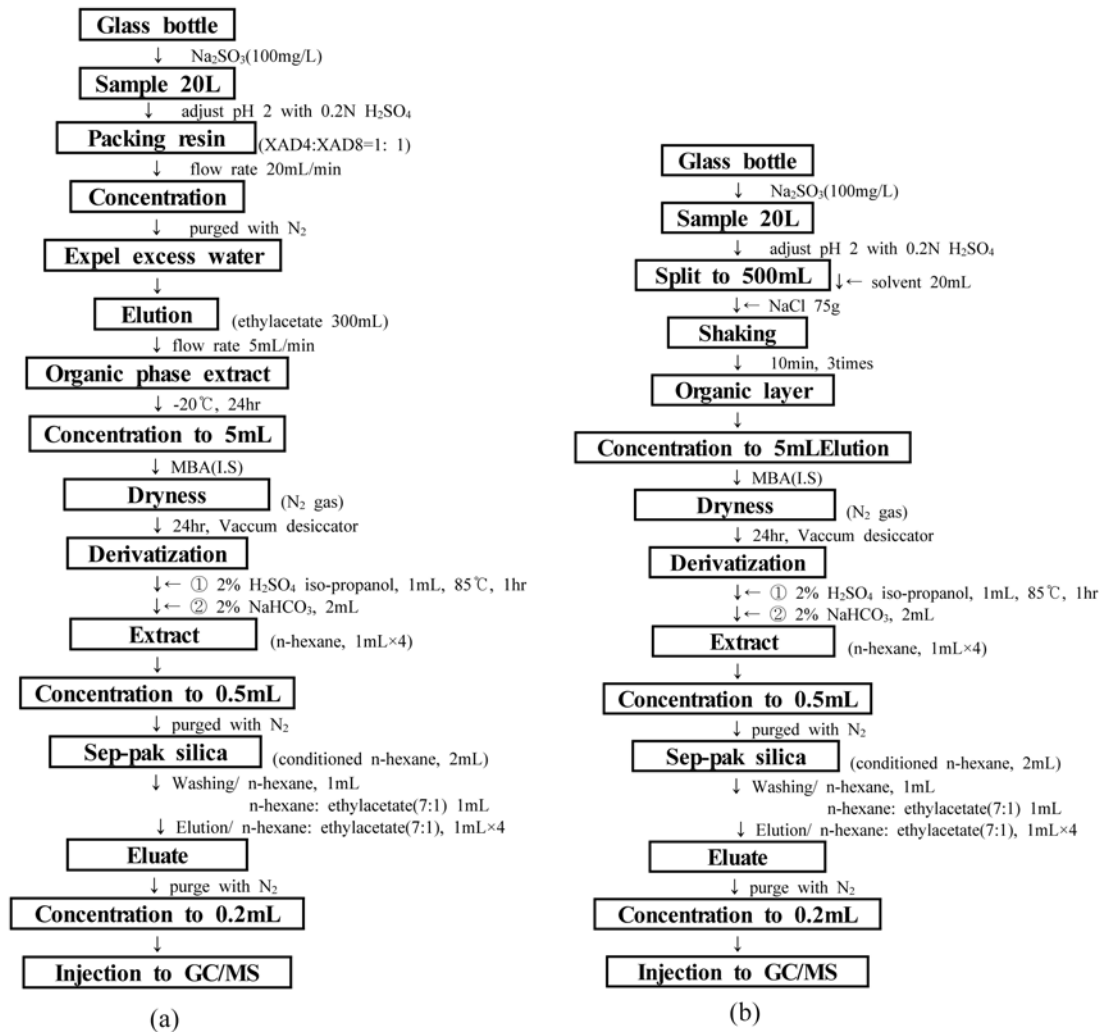 Glass bottle
↓ Na₂SO₃(100mg/L)
Sample 20L
↓ adjust pH 2 with 0.2N H₂SO₄
Packing resin (XAD4:XAD8=1: 1)
↓ flow rate 20mL/min
Concentration
↓ purged with N₂
Expel excess water
↓
Elution (ethylacetate 300mL)
↓ flow rate 5mL/min
Organic phase extract
↓ -20℃, 24hr
Concentration to 5mL
↓ MBA(I.S)
Dryness (N₂ gas)
↓ 24hr, Vaccum desiccator
Derivatization
↓← ① 2% H₂SO₄ iso-propanol, 1mL, 85℃, 1hr
↓← ② 2% NaHCO₃, 2mL
Extract (n-hexane, 1mL×4)
↓
Concentration to 0.5mL
↓ purged with N₂
Sep-pak silica (conditioned n-hexane, 2mL)
↓ Washing/ n-hexane, 1mL
n-hexane: ethylacetate(7:1) 1mL
↓ Elution/ n-hexane: ethylacetate(7:1), 1mL×4
Eluate
↓ purge with N₂
Concentration to 0.2mL
↓
Injection to GC/MS
(a)
Glass bottle
↓ Na₂SO₃(100mg/L)
Sample 20L
↓ adjust pH 2 with 0.2N H₂SO₄
Split to 500mL ↓← solvent 20mL
↓← NaCl 75g
Shaking
↓ 10min, 3times
Organic layer
↓
Concentration to 5mLElution
↓ MBA(I.S)
Dryness (N₂ gas)
↓ 24hr, Vaccum desiccator
Derivatization
↓← ① 2% H₂SO₄ iso-propanol, 1mL, 85℃, 1hr
↓← ② 2% NaHCO₃, 2mL
Extract (n-hexane, 1mL×4)
↓
Concentration to 0.5mL
↓ purged with N₂
Sep-pak silica (conditioned n-hexane, 2mL)
↓ Washing/ n-hexane, 1mL
n-hexane: ethylacetate(7:1) 1mL
↓ Elution/ n-hexane: ethylacetate(7:1), 1mL×4
Eluate
↓ purge with N₂
Concentration to 0.2mL
↓
Injection to GC/MS
(b)